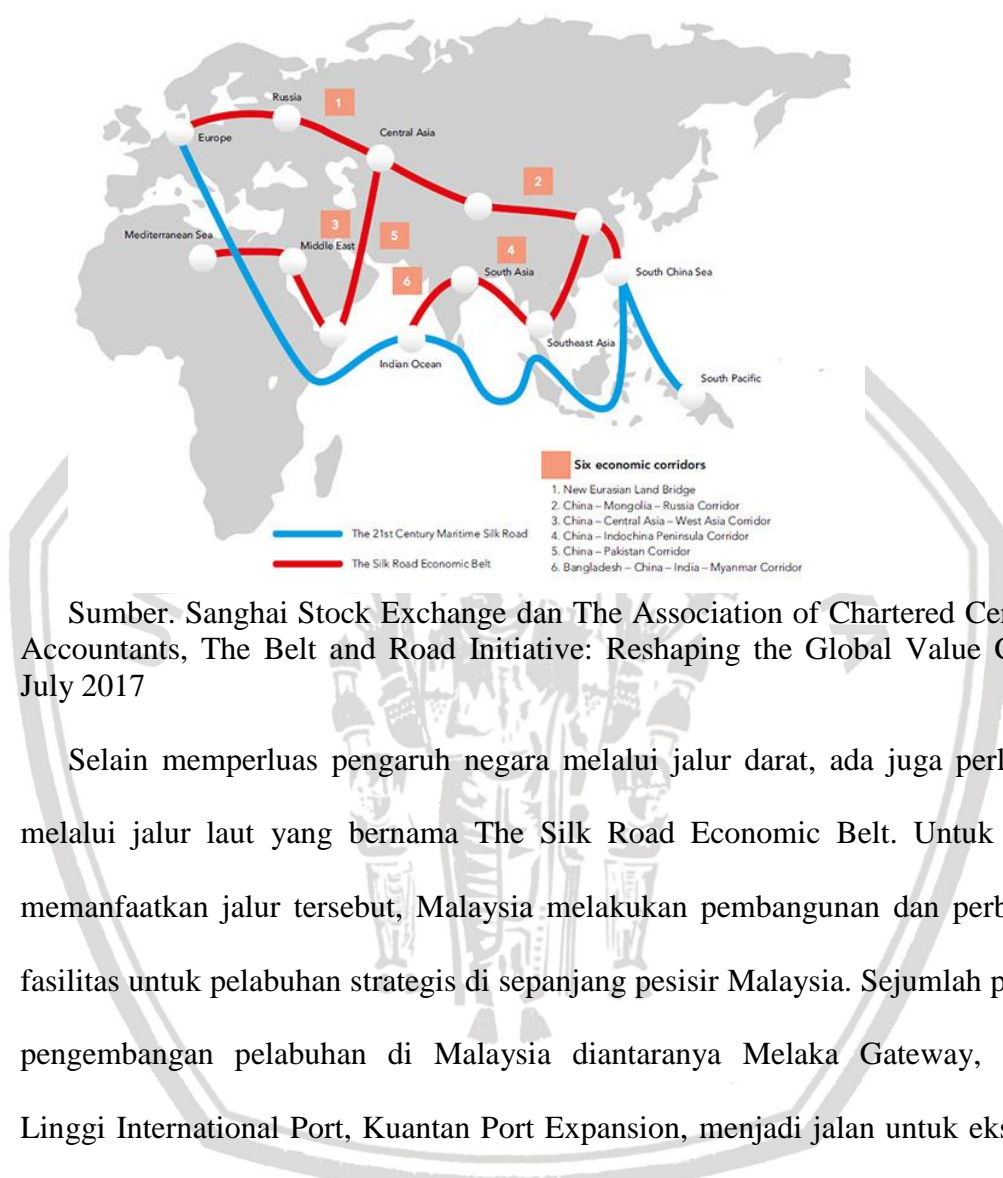 Russia
1
Central Asia
Europe
2
Mediterranean Sea
3
Middle East
5
4
6
South Asia
South China Sea
Southeast Asia
Indian Ocean
South Pacific
Six economic corridors
1. New Eurasian Land Bridge
2. China – Mongolia – Russia Corridor
The 21st Century Maritime Silk Road
3. China – Central Asia – West Asia Corridor
4. China – Indochina Peninsula Corridor
The Silk Road Economic Belt
5. China – Pakistan Corridor
6. Bangladesh – China – India – Myanmar Corridor
Sumber. Sanghai Stock Exchange dan The Association of Chartered
Accountants, The Belt and Road Initiative: Reshaping the Global Value
July 2017
Selain memperluas pengaruh negara melalui jalur darat, ada juga
melalui jalur laut yang bernama The Silk Road Economic Belt. Untuk
memanfaatkan jalur tersebut, Malaysia melakukan pembangunan dan
fasilitas untuk pelabuhan strategis di sepanjang pesisir Malaysia. Sejumlah
pengembangan pelabuhan di Malaysia diantaranya Melaka Gateway,
Linggi International Port, Kuantan Port Expansion, menjadi jalan untuk